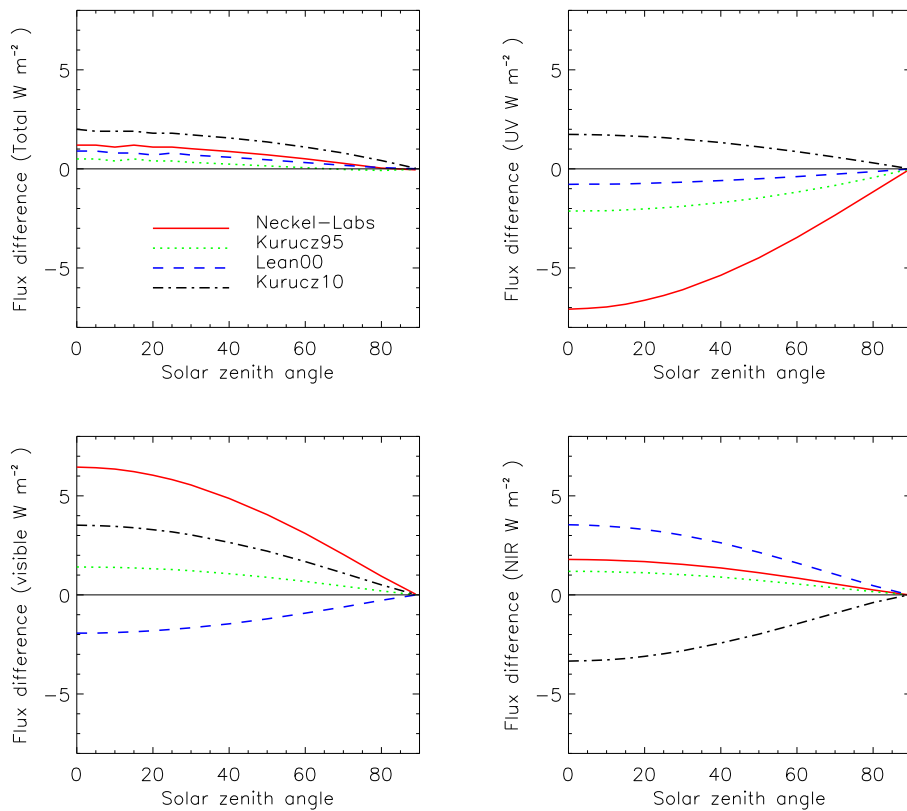 Flux difference (Total W m⁻²)
5
0
−5
Neckel−Labs
Kurucz95
Lean00
Kurucz10
0 20 40 60 80
Solar zenith angle
Flux difference (UV W m⁻² )
5
0
−5
0 20 40 60 80
Solar zenith angle
Flux difference (visible W m⁻² )
5
0
−5
0 20 40 60 80
Solar zenith angle
Flux difference (NIR W m⁻² )
5
0
−5
0 20 40 60 80
Solar zenith angle